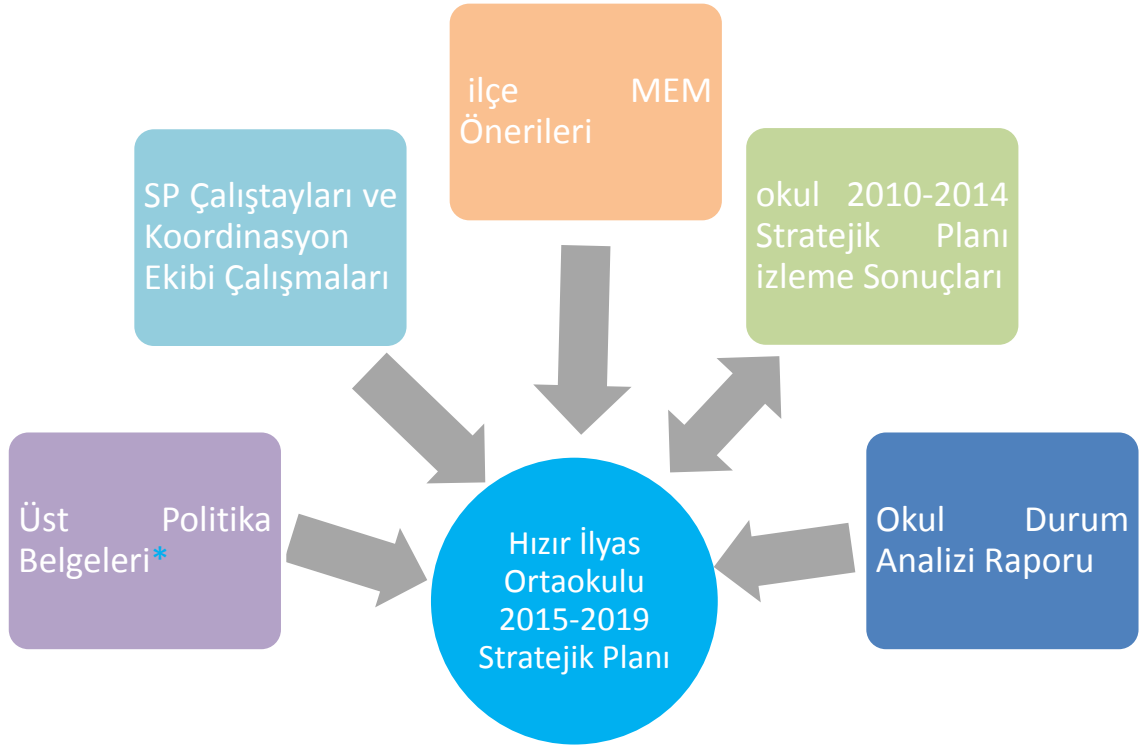 ilçe MEM
Önerileri
SP Çalıştayları ve
Koordinasyon
Ekibi Çalışmaları
okul 2010-2014
Stratejik Planı
izleme Sonuçları
Üst Politika
Belgeleri*
Hızır İlyas
Ortaokulu
2015-2019
Stratejik Planı
Okul Durum
Analizi Raporu